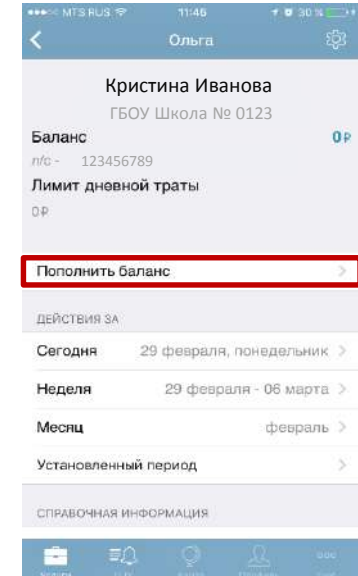 MTS RUS 11:46 30 %
Ольга
Кристина Иванова
ГБОУ Школа № 0123
Баланс 0 ₽
л/с - 123456789
Лимит дневной траты
0 ₽
Пополнить баланс
ДЕЙСТВИЯ ЗА
Сегодня 29 февраля, понедельник
Неделя 29 февраля - 06 марта
Месяц февраль
Установленный период
СПРАВОЧНАЯ ИНФОРМАЦИЯ